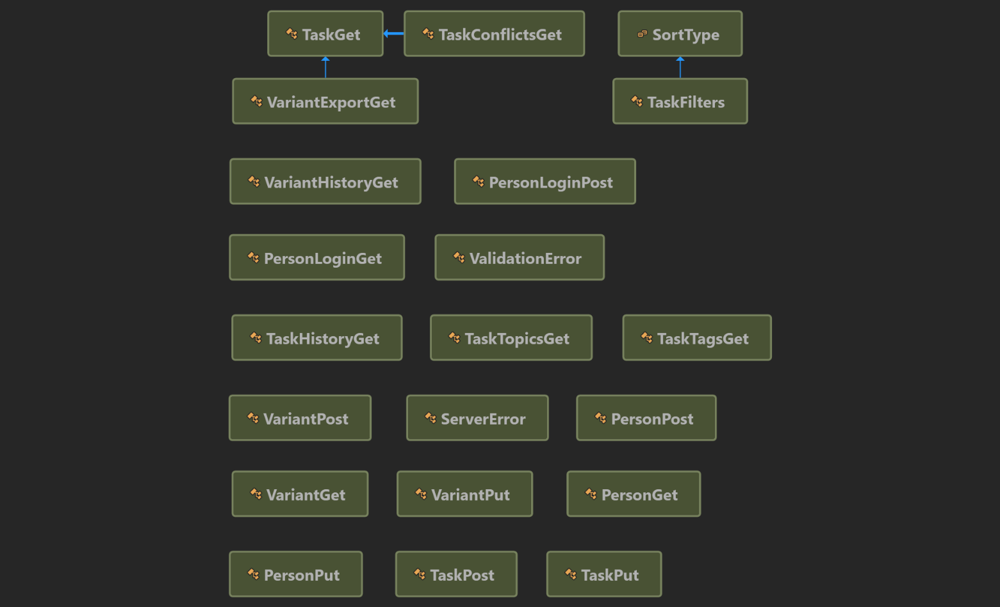 TaskGet
TaskConflictsGet
SortType
VariantExportGet
TaskFilters
VariantHistoryGet
PersonLoginPost
PersonLoginGet
ValidationError
TaskHistoryGet
TaskTopicsGet
TaskTagsGet
VariantPost
ServerError
PersonPost
VariantGet
VariantPut
PersonGet
PersonPut
TaskPost
TaskPut